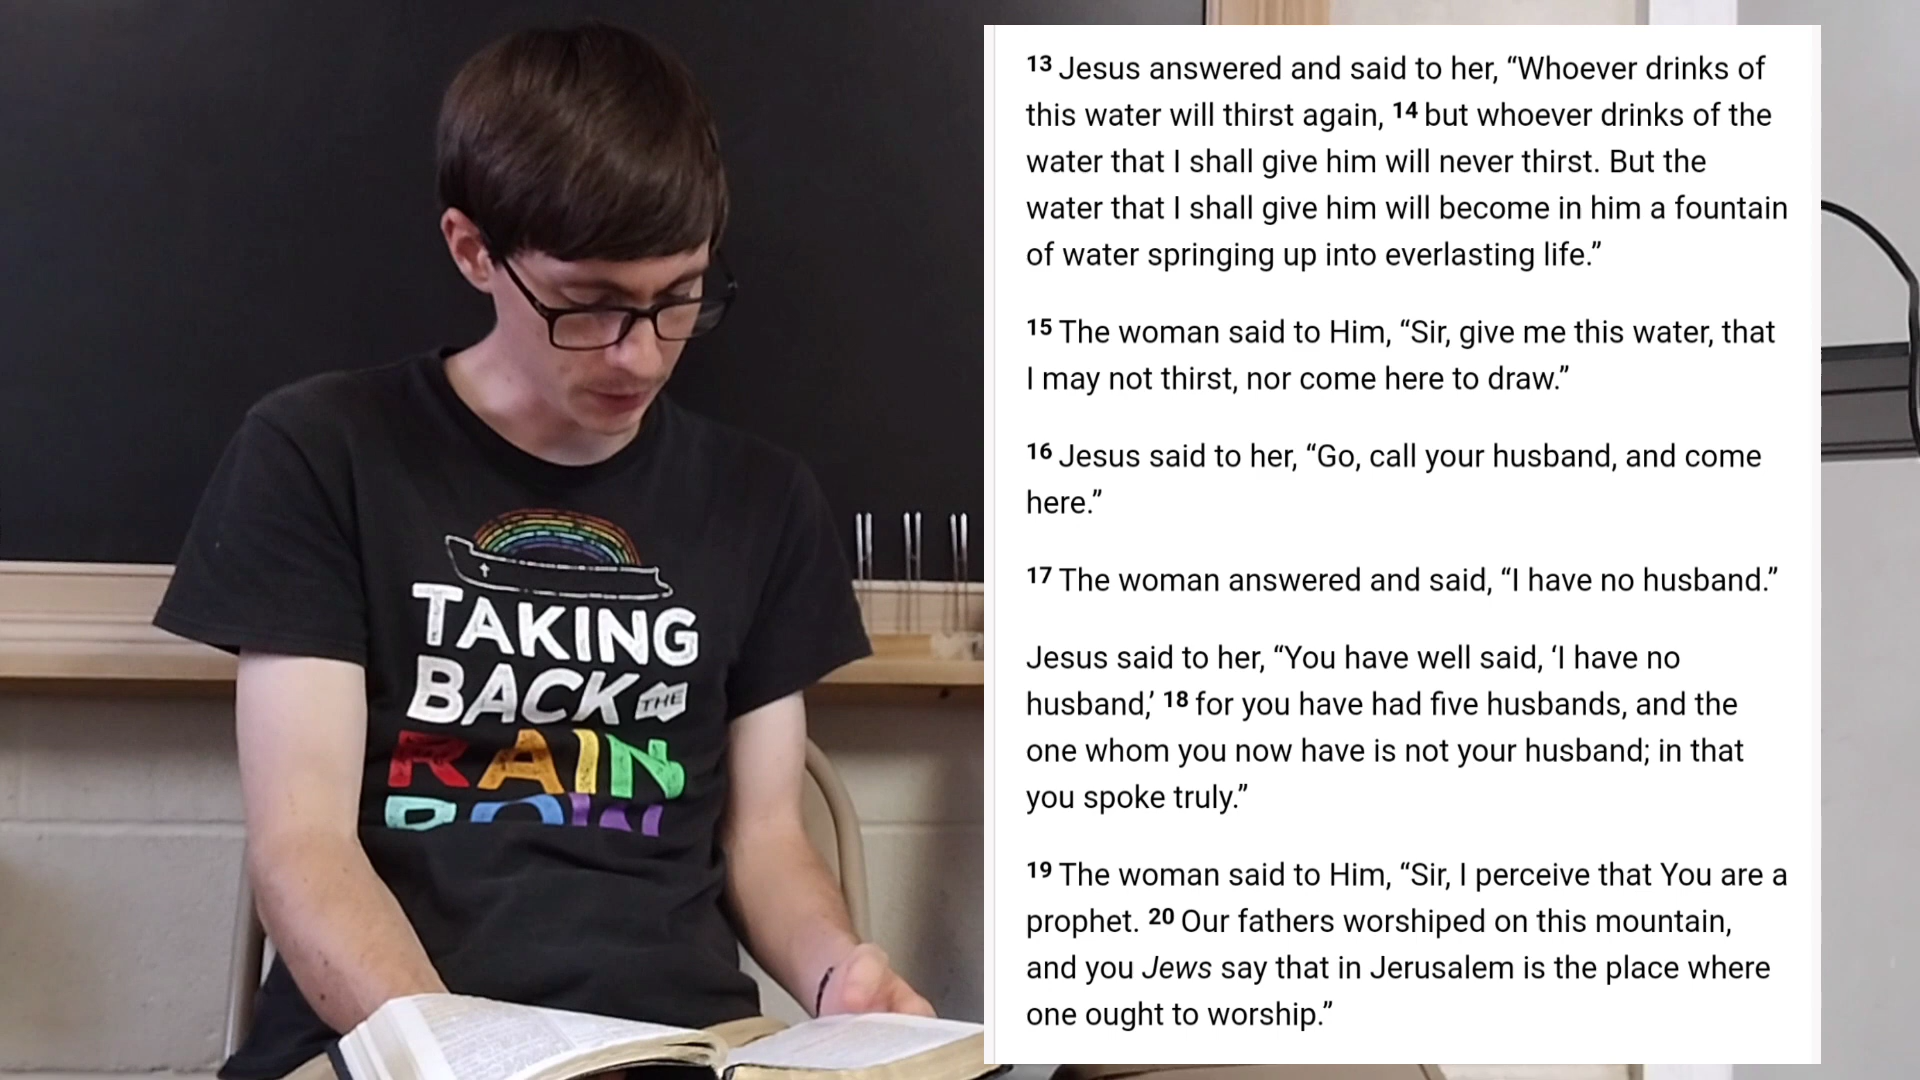 TAKING
BACK THE
RAIN
BOW
13 Jesus answered and said to her, “Whoever drinks of
this water will thirst again, 14 but whoever drinks of the
water that I shall give him will never thirst. But the
water that I shall give him will become in him a fountain
of water springing up into everlasting life.”
15 The woman said to Him, “Sir, give me this water, that
I may not thirst, nor come here to draw.”
16 Jesus said to her, “Go, call your husband, and come
here.”
17 The woman answered and said, “I have no husband.”
Jesus said to her, “You have well said, ‘I have no
husband,’ 18 for you have had five husbands, and the
one whom you now have is not your husband; in that
you spoke truly.”
19 The woman said to Him, “Sir, I perceive that You are a
prophet. 20 Our fathers worshiped on this mountain,
and you Jews say that in Jerusalem is the place where
one ought to worship.”